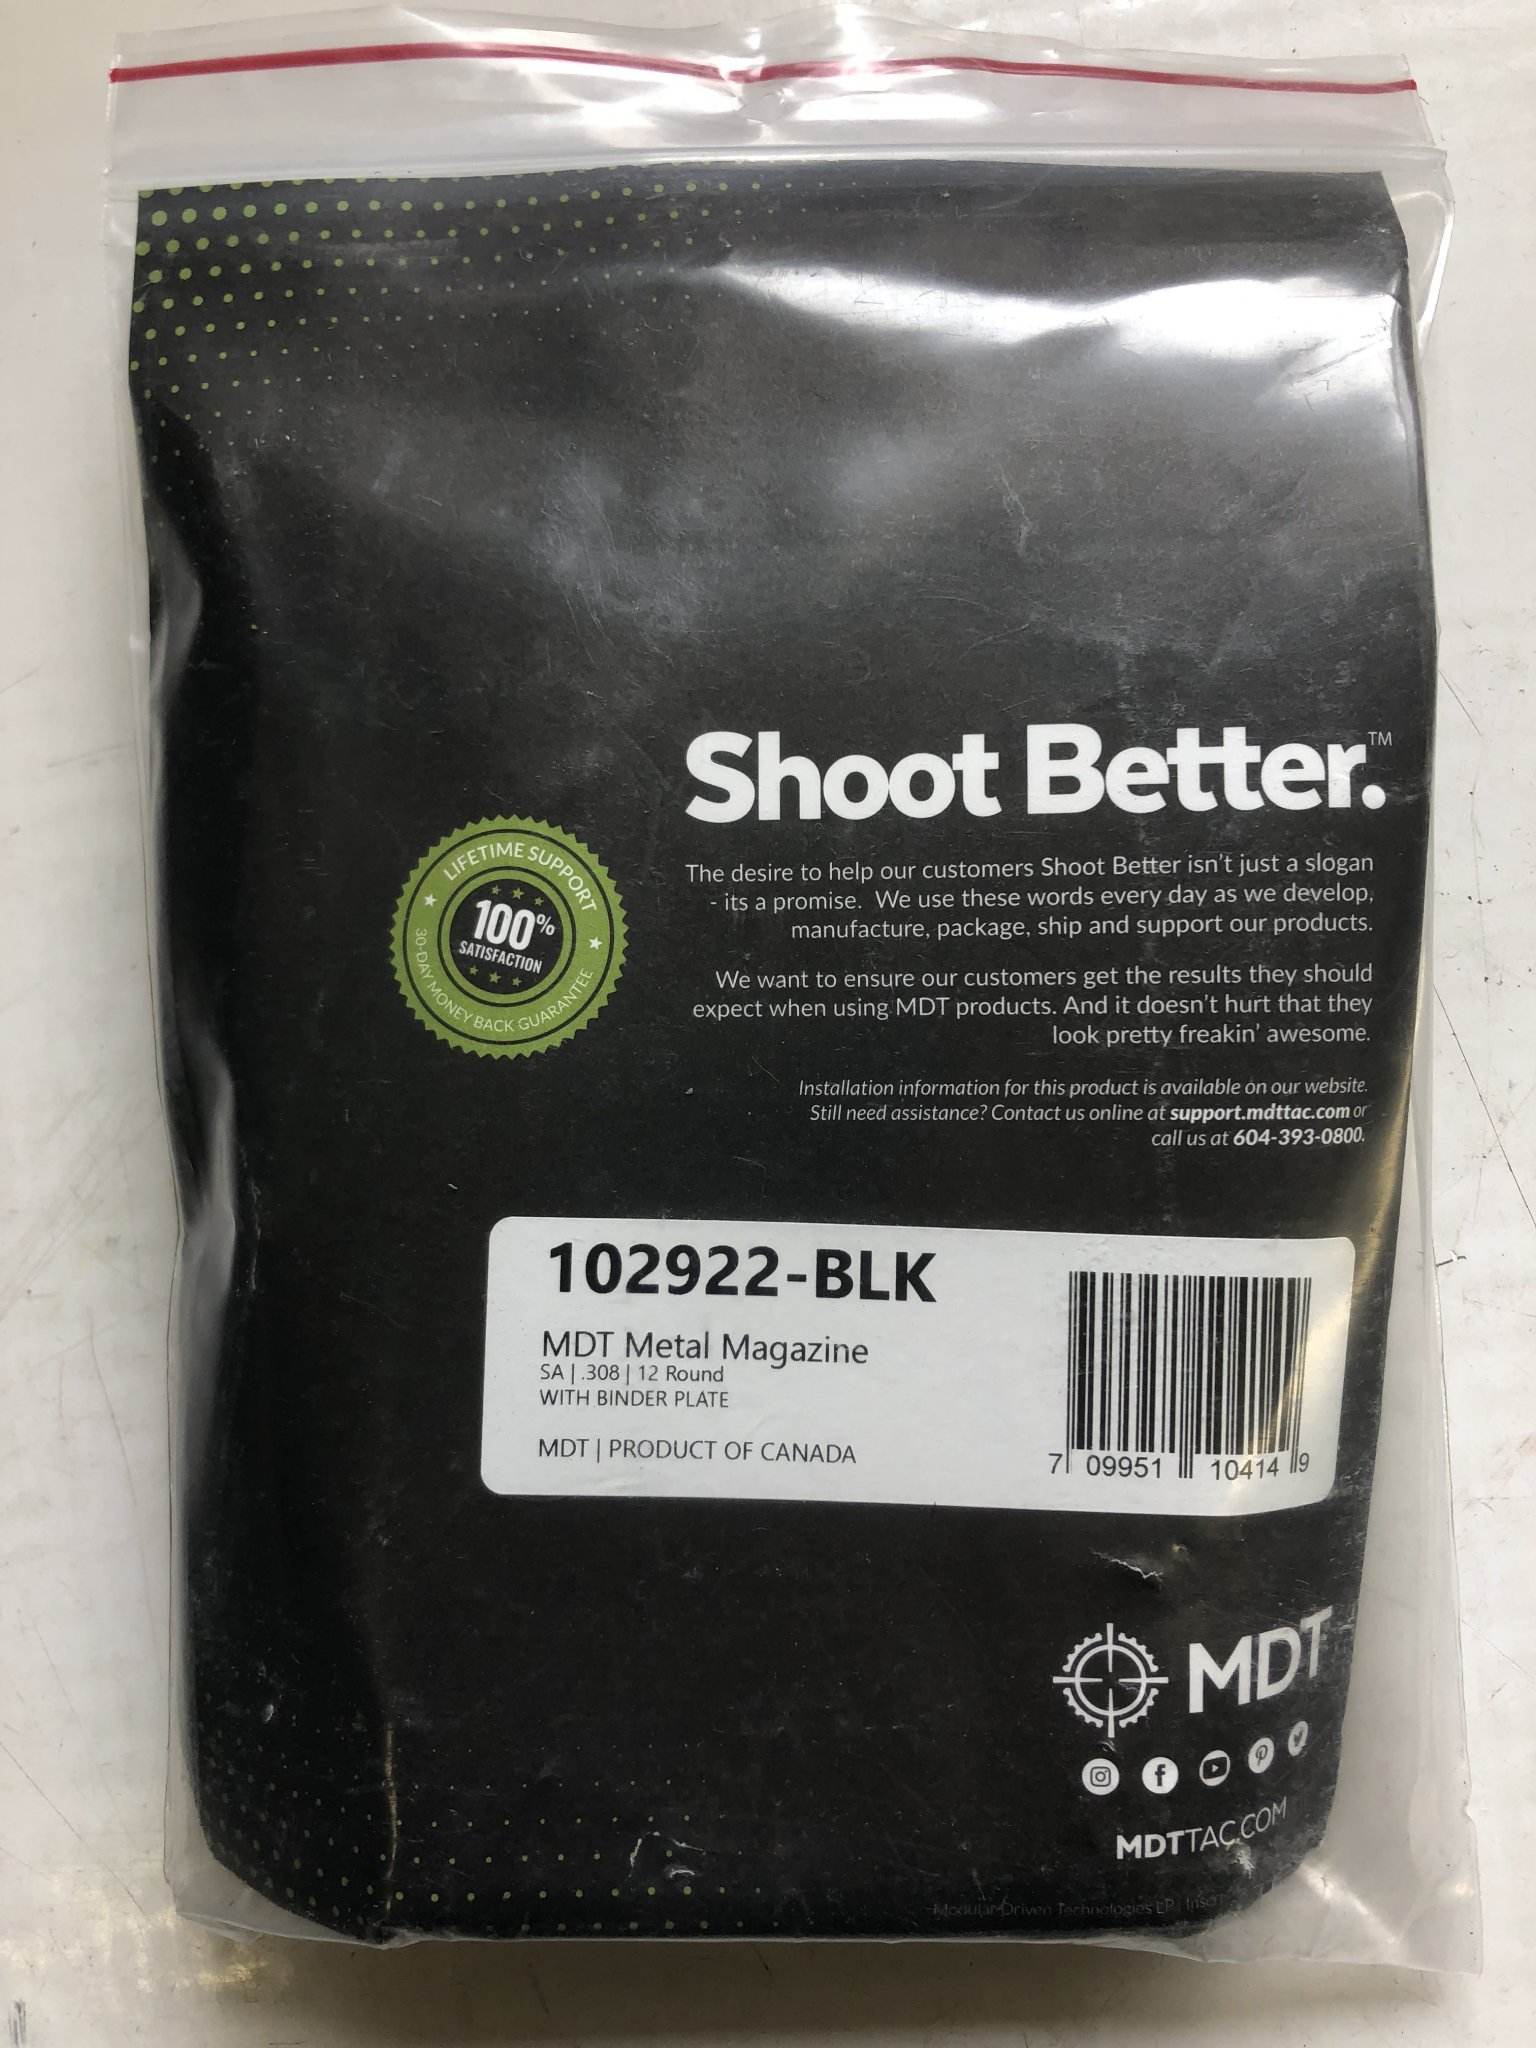 Shoot Better.™
The desire to help our customers Shoot Better isn't just a slogan
- its a promise. We use these words every day as we develop,
manufacture, package, ship and support our products.
We want to ensure our customers get the results they should
expect when using MDT products. And it doesn't hurt that they
look pretty freakin' awesome.
Installation information for this product is available on our website.
Still need assistance? Contact us online at support.mdttac.com or
call us at 604-393-0800.
LIFETIME SUPPORT
100%
SATISFACTION
30-DAY MONEY BACK GUARANTEE
102922-BLK
MDT Metal Magazine
SA | .308 | 12 Round
WITH BINDER PLATE
MDT | PRODUCT OF CANADA
7 09951 10414 9
MDT
MDTTAC.COM
Modular Driven Technologies LP |